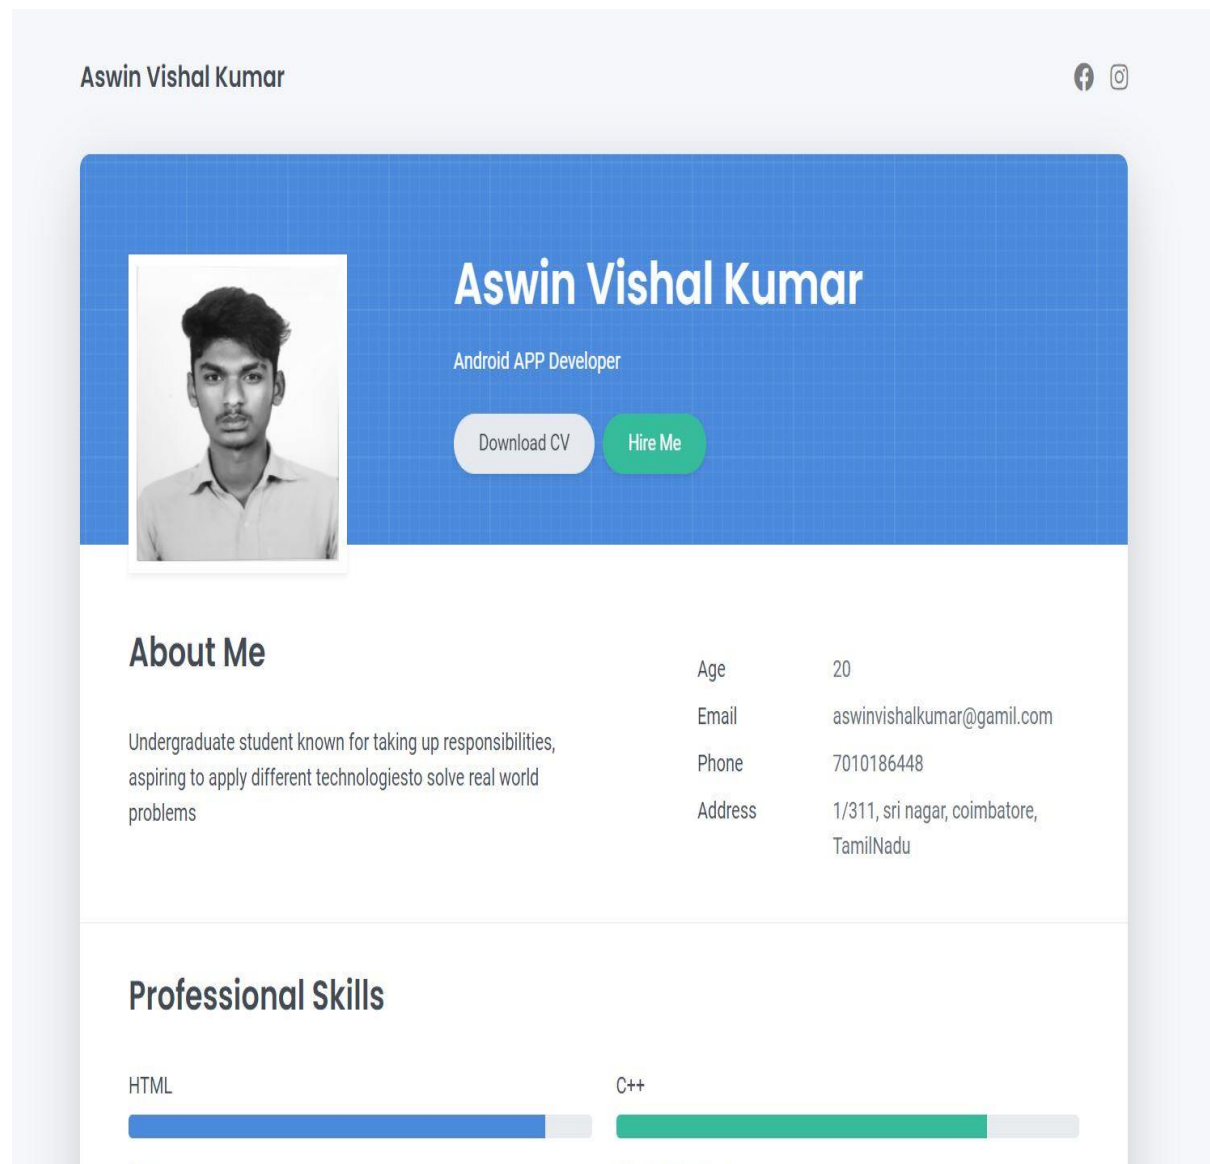 Aswin Vishal Kumar
Aswin Vishal Kumar
Android APP Developer
Download CV
Hire Me
About Me
Undergraduate student known for taking up responsibilities,
aspiring to apply different technologiesto solve real world
problems
Age 20
Email aswinvishalkumar@gamil.com
Phone 7010186448
Address 1/311, sri nagar, coimbatore,
TamilNadu
Professional Skills
HTML
C++